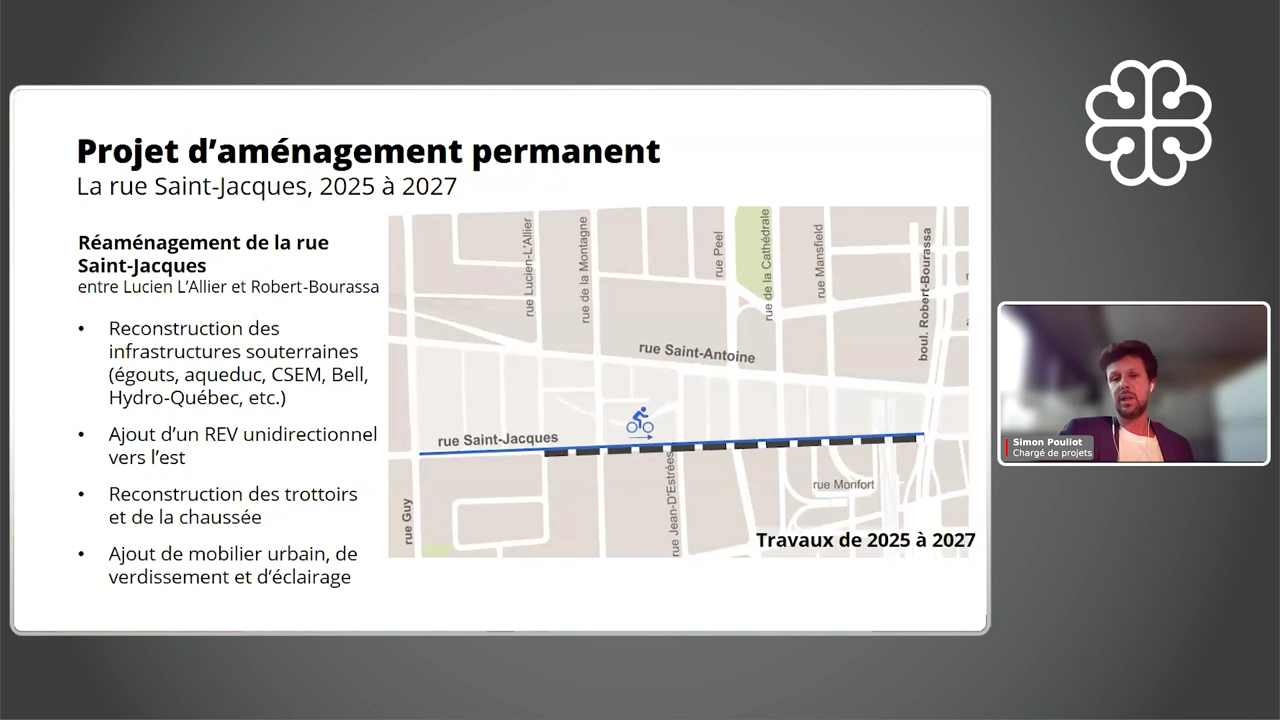 Projet d’aménagement permanent
La rue Saint-Jacques, 2025 à 2027
Réaménagement de la rue
Saint-Jacques
entre Lucien L’Allier et Robert-Bourassa
• Reconstruction des
infrastructures souterraines
(égouts, aqueduc, CSEM, Bell,
Hydro-Québec, etc.)
• Ajout d’un REV unidirectionnel
vers l’est
• Reconstruction des trottoirs
et de la chaussée
• Ajout de mobilier urbain, de
verdissement et d’éclairage
rue Lucien-L'Allier
rue de la Montagne
rue Peel
rue de la Cathédrale
rue Mansfield
boul. Robert-Bourassa
rue Saint-Antoine
rue Saint-Jacques
rue Guy
rue Jean-D'Estrées
rue Monfort
Travaux de 2025 à 2027
Simon Pouliot
Chargé de projets